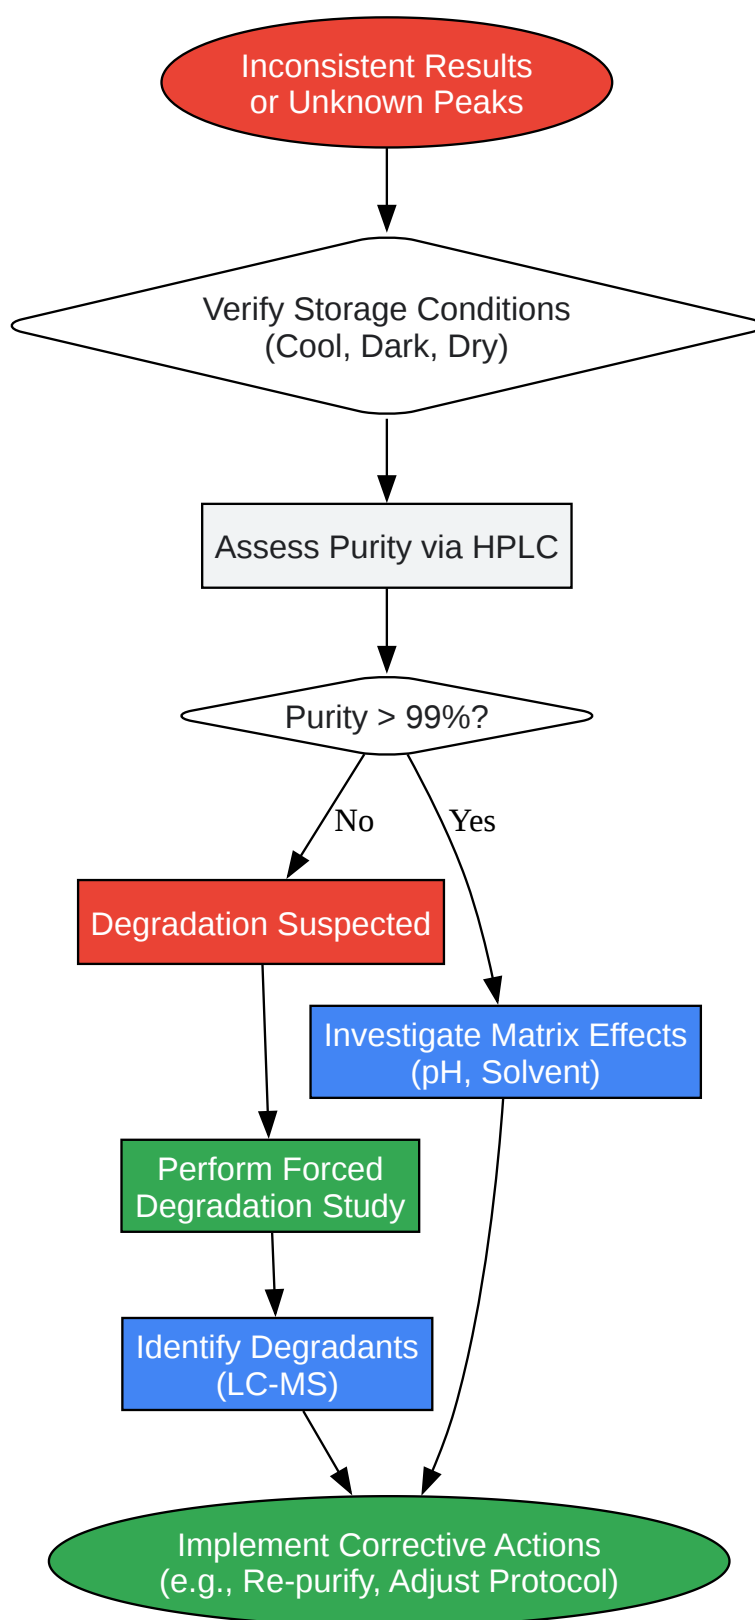 Inconsistent Results
or Unknown Peaks
Verify Storage Conditions
(Cool, Dark, Dry)
Assess Purity via HPLC
Purity > 99%?
No
Yes
Degradation Suspected
Investigate Matrix Effects
(pH, Solvent)
Perform Forced
Degradation Study
Identify Degradants
(LC-MS)
Implement Corrective Actions
(e.g., Re-purify, Adjust Protocol)